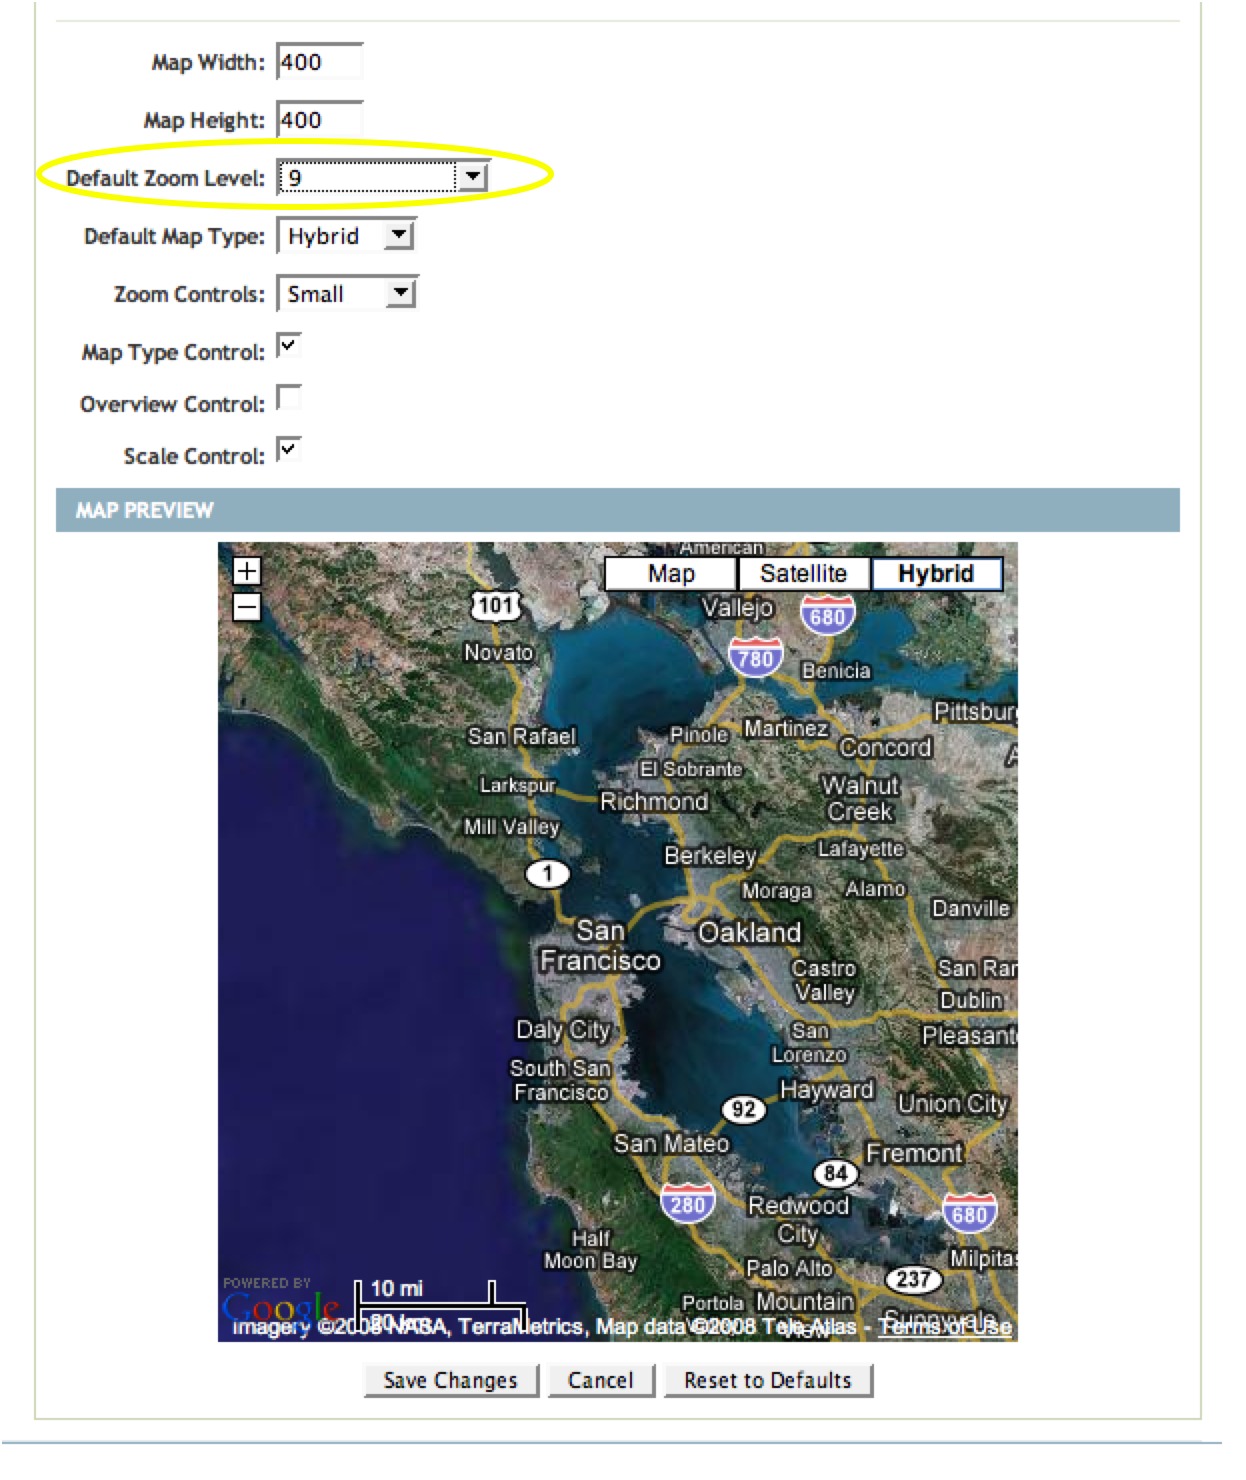 Map Width: 400
Map Height: 400
Default Zoom Level: 9
Default Map Type: Hybrid
Zoom Controls: Small
Map Type Control:
Overview Control:
Scale Control:
MAP PREVIEW
American
+ Map Satellite Hybrid
−
101 Vallejo 680
Novato 780 Benicia
Pittsbur
San Rafael Pinole Martinez
Concord
El Sobrante
Larkspur Walnut
Richmond Creek
Mill Valley
Berkeley Lafayette
1 Moraga Alamo
Danville
San Oakland
Francisco Castro San Ran
Valley Dublin
Daly City San Pleasant
Lorenzo
South San Hayward
Francisco 92 Union City
San Mateo Fremont
84
280 Redwood 680
City
Half
Moon Bay Palo Alto Milpitas
237
POWERED BY 10 mi
Google Portola Mountain
20 km View Sunnyvale
Imagery ©2008 NASA, TerraMetrics, Map data ©2008 Tele Atlas - Terms of Use
Save Changes Cancel Reset to Defaults